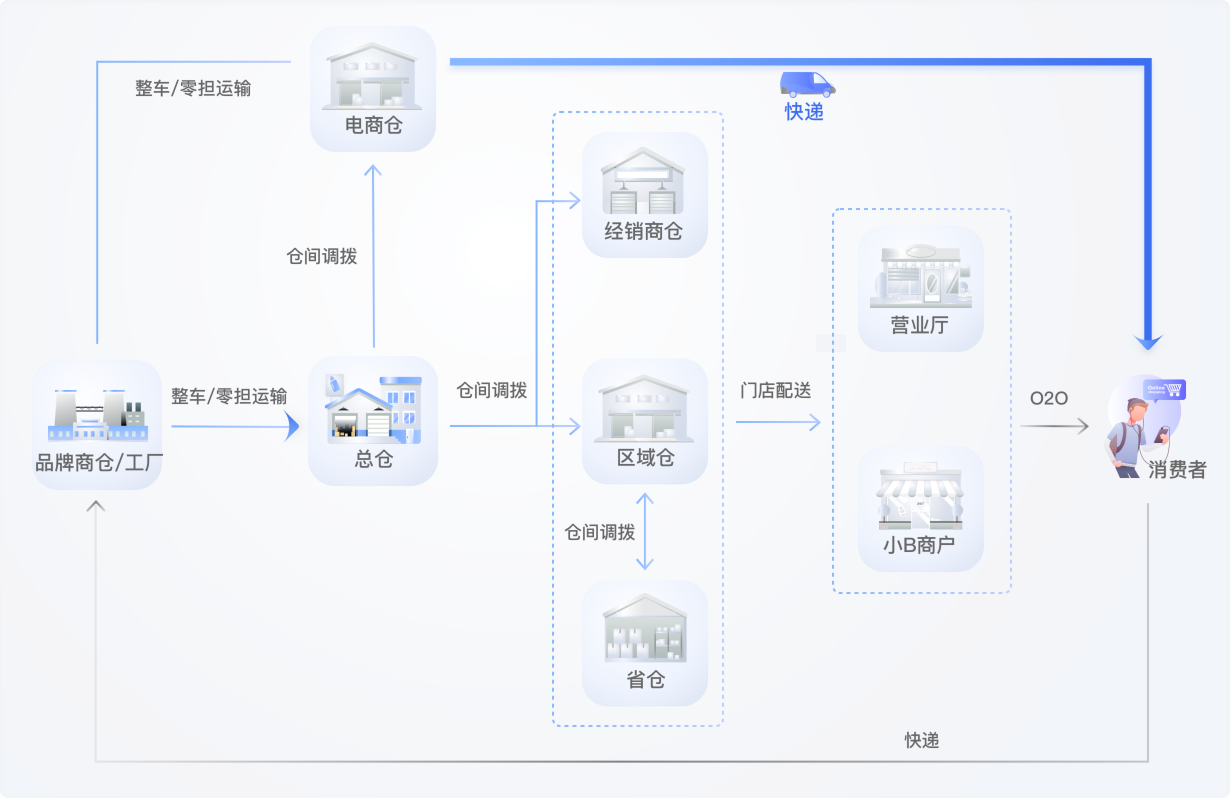 整车/零担运输
电商仓
快递
经销商仓
仓间调拨
营业厅
整车/零担运输
仓间调拨
门店配送
O2O
Online
品牌商仓/工厂
总仓
区域仓
消费者
仓间调拨
小B商户
省仓
快递